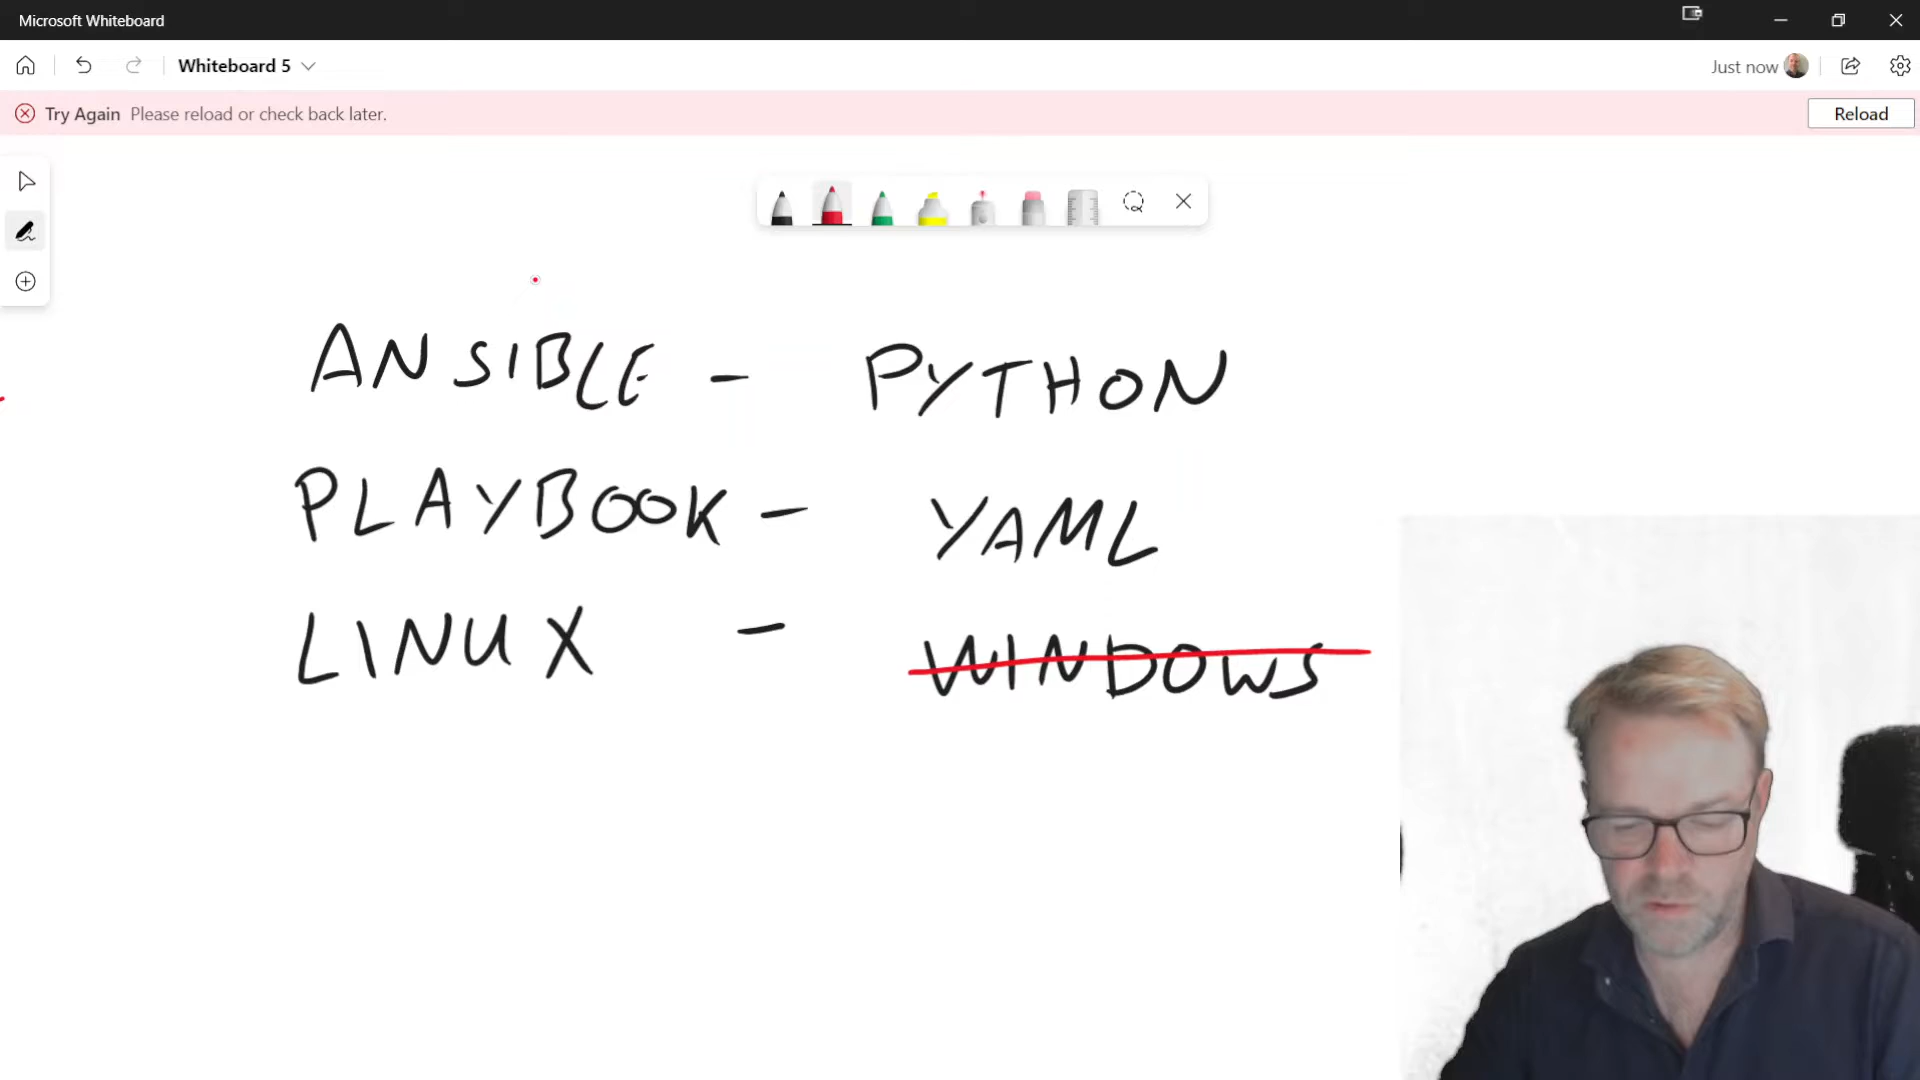 Microsoft Whiteboard
Whiteboard 5
Just now
Try Again Please reload or check back later.
Reload
ANSIBLE - PYTHON
PLAYBOOK - YAML
LINUX - WINDOWS